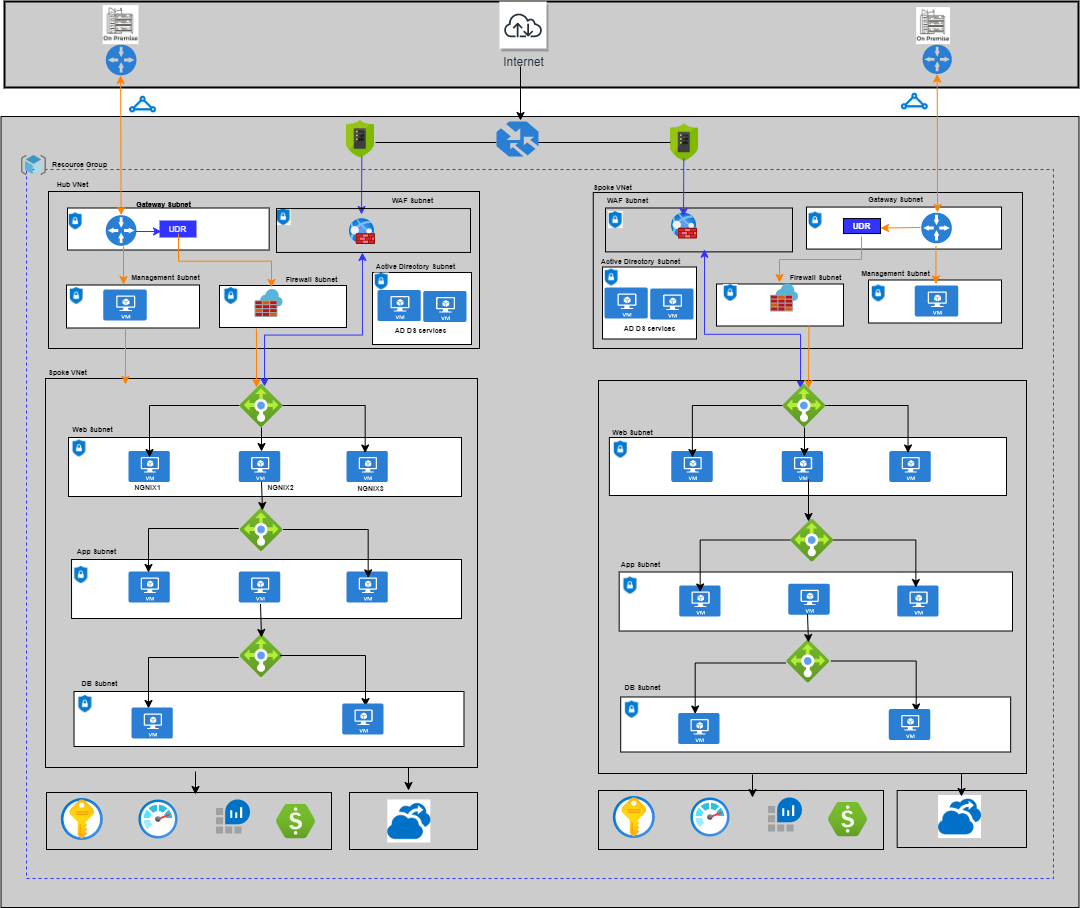 On Premise
Internet
On Premise
Resource Group
Hub VNet
Gateway Subnet
UDR
WAF Subnet
Management Subnet
VM
Firewall Subnet
Active Directory Subnet
VM
VM
AD DS services
Spoke VNet
WAF Subnet
Gateway Subnet
UDR
Active Directory Subnet
VM
VM
AD DS services
Firewall Subnet
Management Subnet
VM
Spoke VNet
Web Subnet
VM
VM
VM
NGNIX1
NGNIX2
NGNIX3
App Subnet
VM
VM
VM
DB Subnet
VM
VM
Web Subnet
VM
VM
VM
App Subnet
VM
VM
VM
DB Subnet
VM
VM